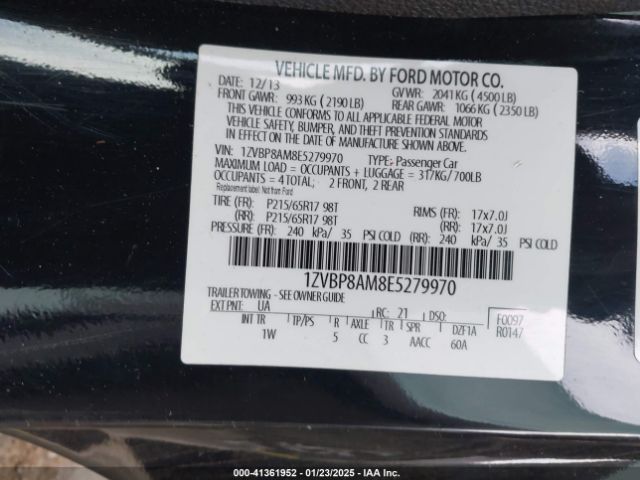 VEHICLE MFD. BY FORD MOTOR CO.
DATE: 12/13 GVWR: 2041 KG ( 4500 LB)
FRONT GAWR: 993 KG ( 2190 LB) REAR GAWR: 1066 KG ( 2350 LB)
THIS VEHICLE CONFORMS TO ALL APPLICABLE FEDERAL MOTOR
VEHICLE SAFETY, BUMPER, AND THEFT PREVENTION STANDARDS IN
EFFECT ON THE DATE OF MANUFACTURE SHOWN ABOVE.
VIN: 1ZVBP8AM8E5279970 TYPE: Passenger Car
MAXIMUM LOAD = OCCUPANTS + LUGGAGE = 317KG/ 700LB
OCCUPANTS = 4 TOTAL; 2 FRONT, 2 REAR
Replacement label: Not from Ford
TIRE (FR): P215/65R17 98T RIMS (FR): 17x7.0J
(RR): P215/65R17 98T (RR): 17x7.0J
PRESSURE (FR): 240 kPa/ 35 PSI COLD (RR): 240 kPa/ 35 PSI COLD
1ZVBP8AM8E5279970
TRAILER TOWING - SEE OWNER GUIDE
EXT PNT: UA RC: 21 DSO: F0097
INT TR TP/PS R AXLE TR SPR DZF1A R0147
1W 5 CC 3 AACC 60A
000-41361952 | 01/23/2025 - IAA Inc.